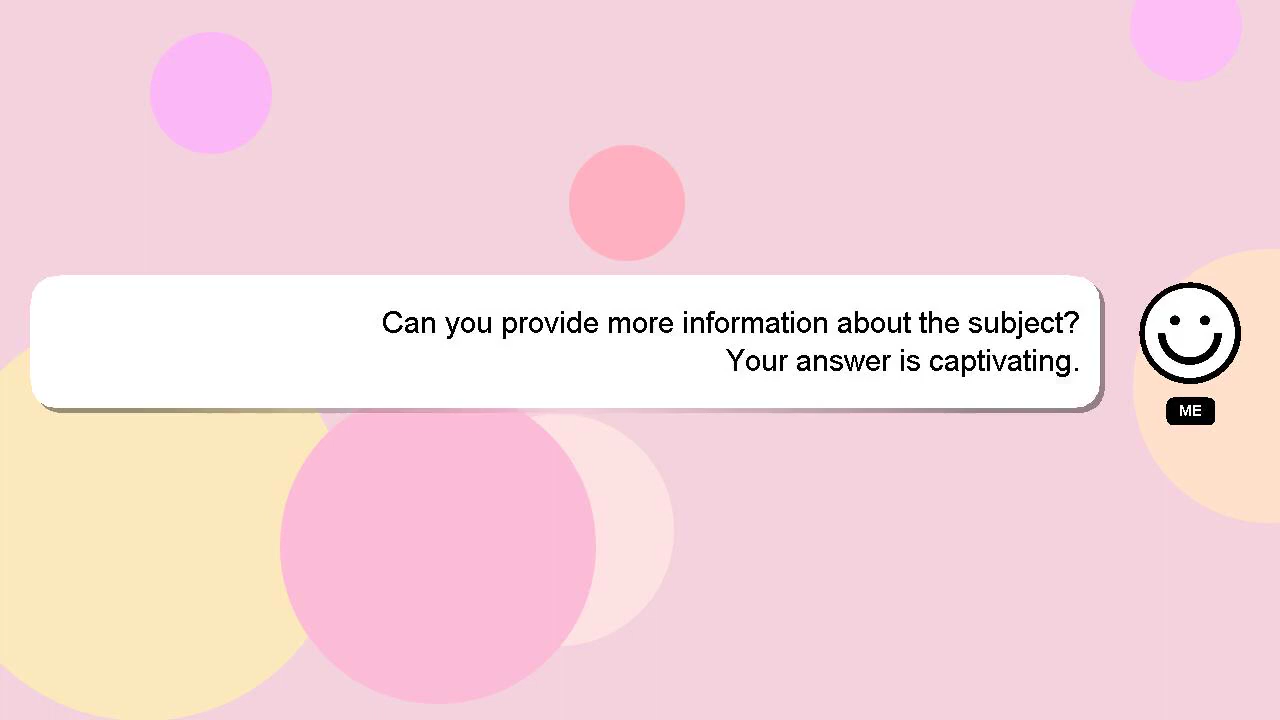 Can you provide more information about the subject?
Your answer is captivating.
ME